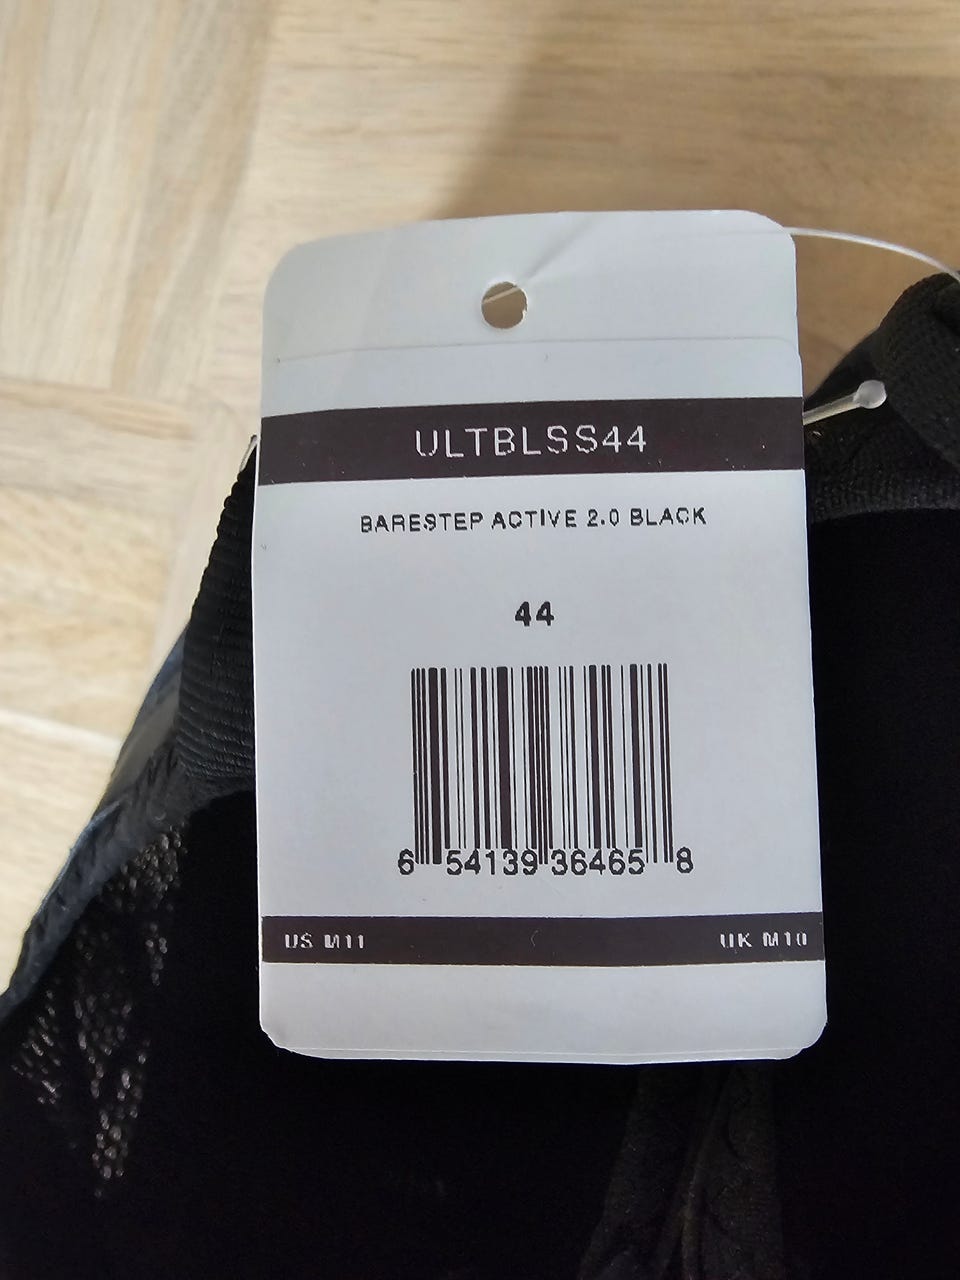 ULTBLSS44
BARESTEP ACTIVE 2.0 BLACK
44
6 54139 36465 8
US M11 UK M10